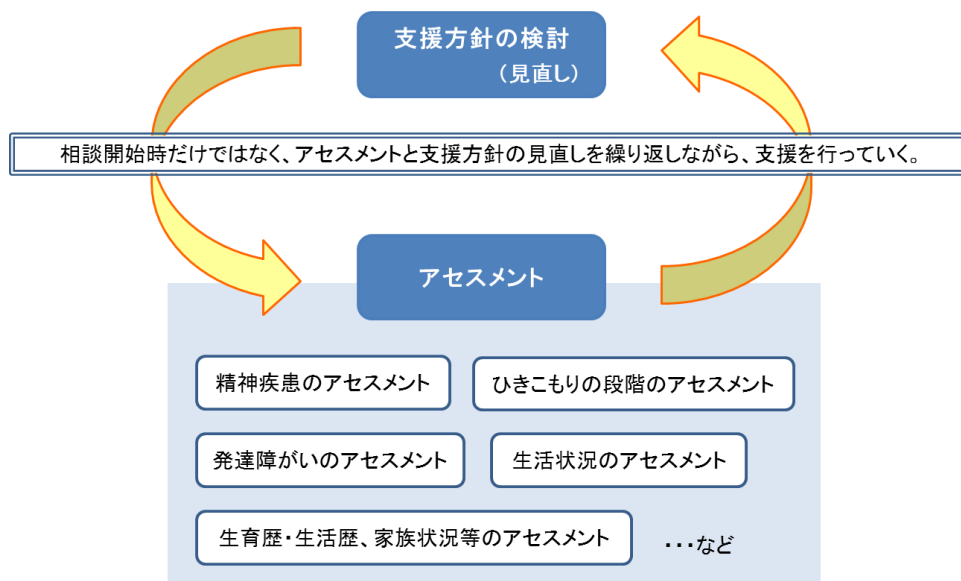 支援方針の検討
（見直し）
相談開始時だけではなく、アセスメントと支援方針の見直しを繰り返しながら、支援を行っていく。
アセスメント
精神疾患のアセスメント
ひきこもりの段階のアセスメント
発達障がいのアセスメント
生活状況のアセスメント
生育歴・生活歴、家族状況等のアセスメント
・・・など